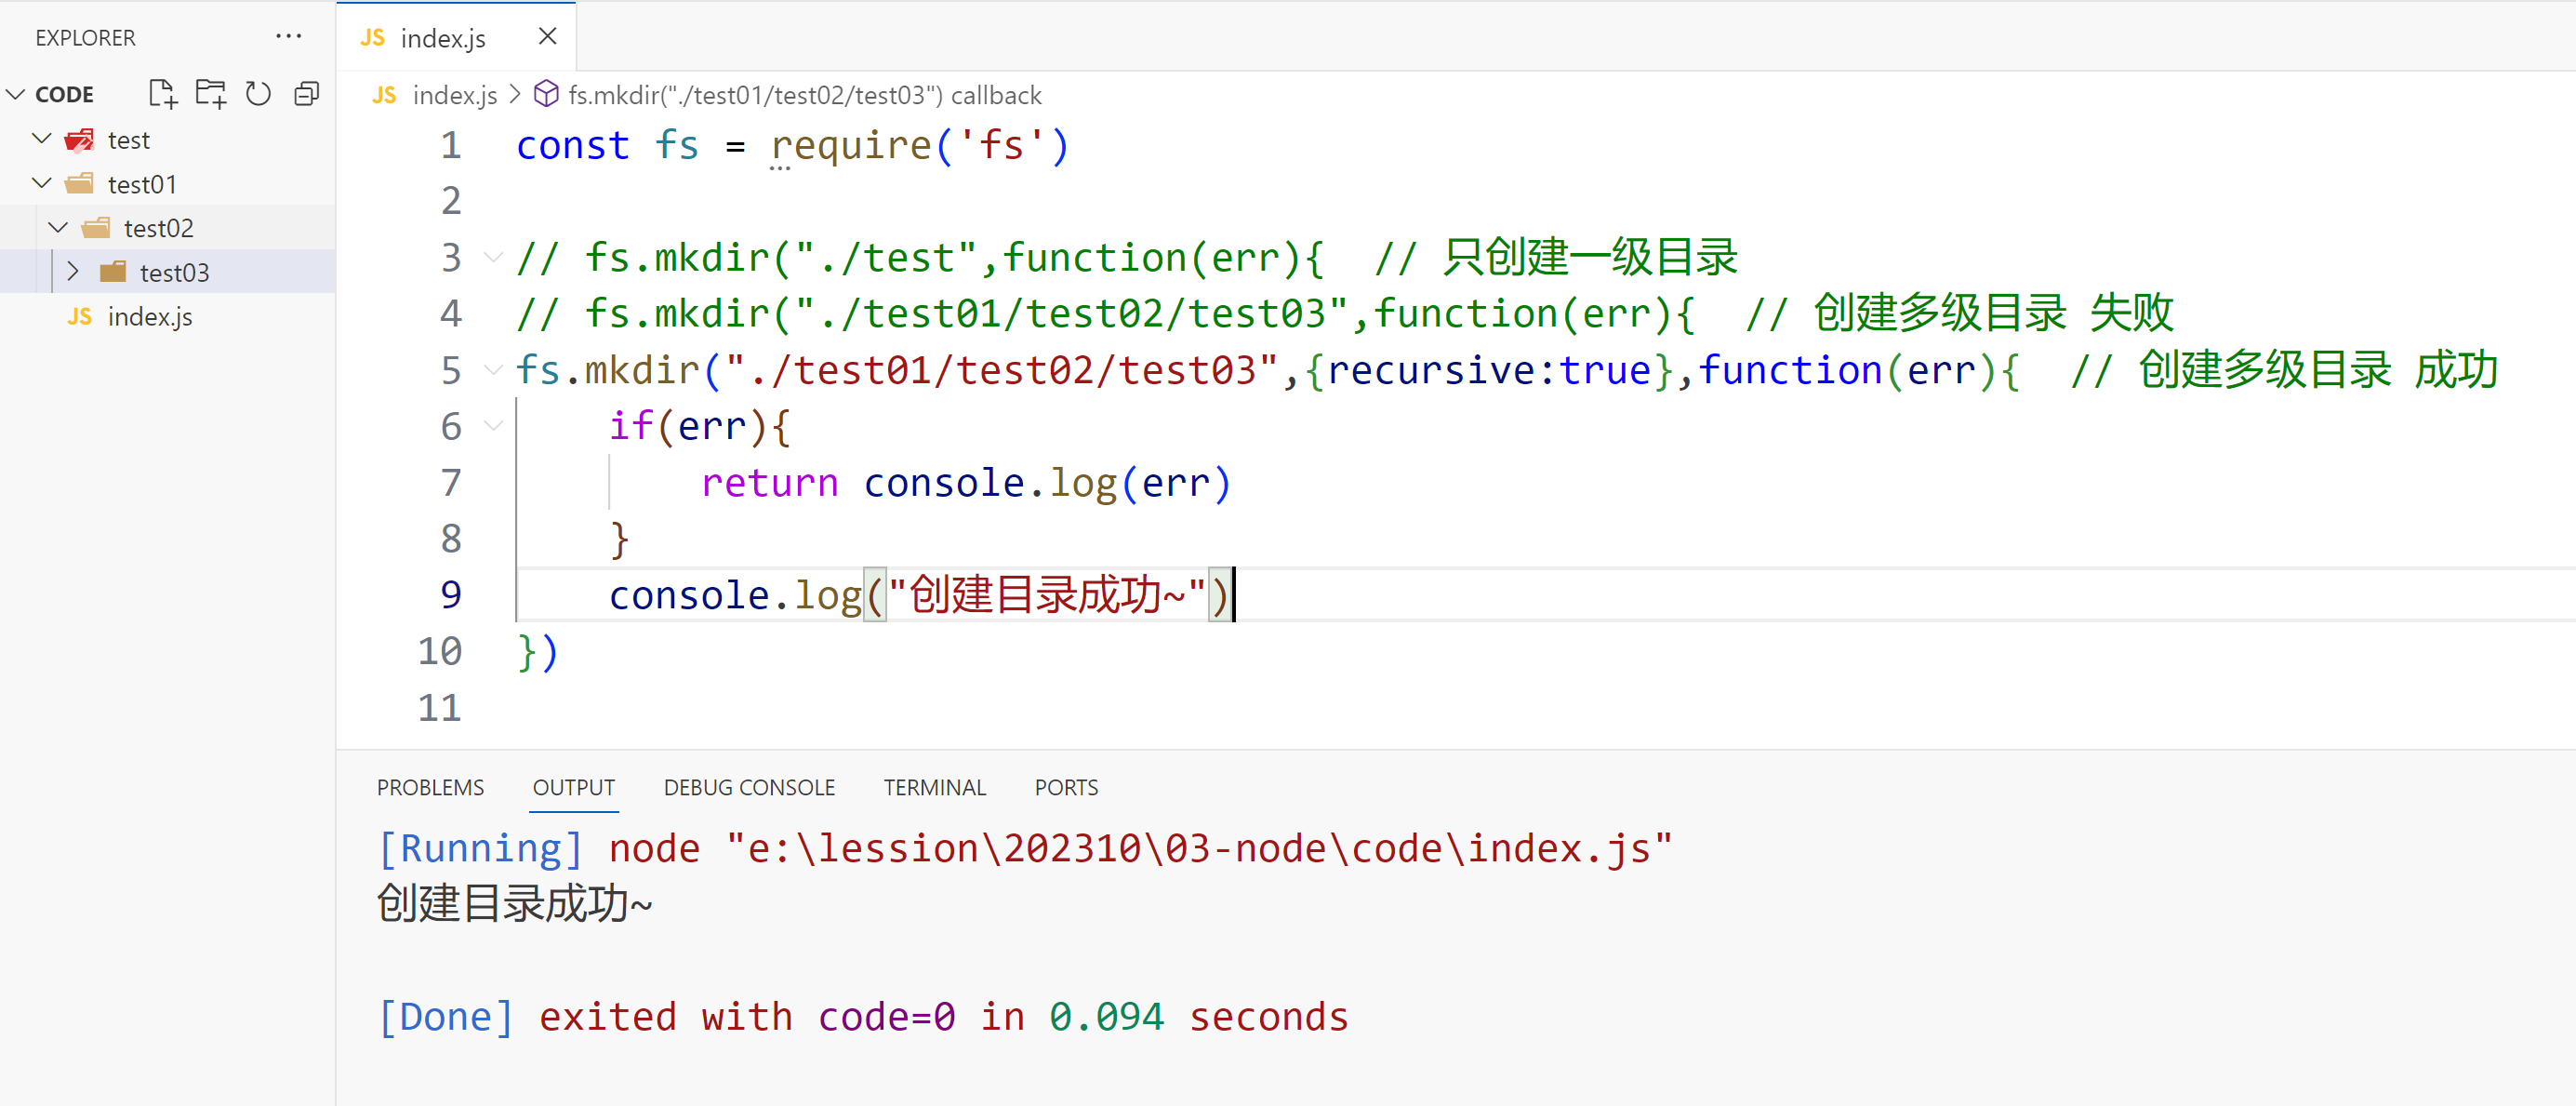 EXPLORER
CODE
test
test01
test02
test03
JS index.js
JS index.js
JS index.js > fs.mkdir("./test01/test02/test03") callback
1 const fs = require('fs')
2
3 // fs.mkdir("./test",function(err){  // 只创建一级目录
4 // fs.mkdir("./test01/test02/test03",function(err){  // 创建多级目录 失败
5 fs.mkdir("./test01/test02/test03",{recursive:true},function(err){  // 创建多级目录 成功
6     if(err){
7         return console.log(err)
8     }
9     console.log("创建目录成功~")
10 })
11
PROBLEMS OUTPUT DEBUG CONSOLE TERMINAL PORTS
[Running] node "e:\lession\202310\03-node\code\index.js"
创建目录成功~
[Done] exited with code=0 in 0.094 seconds